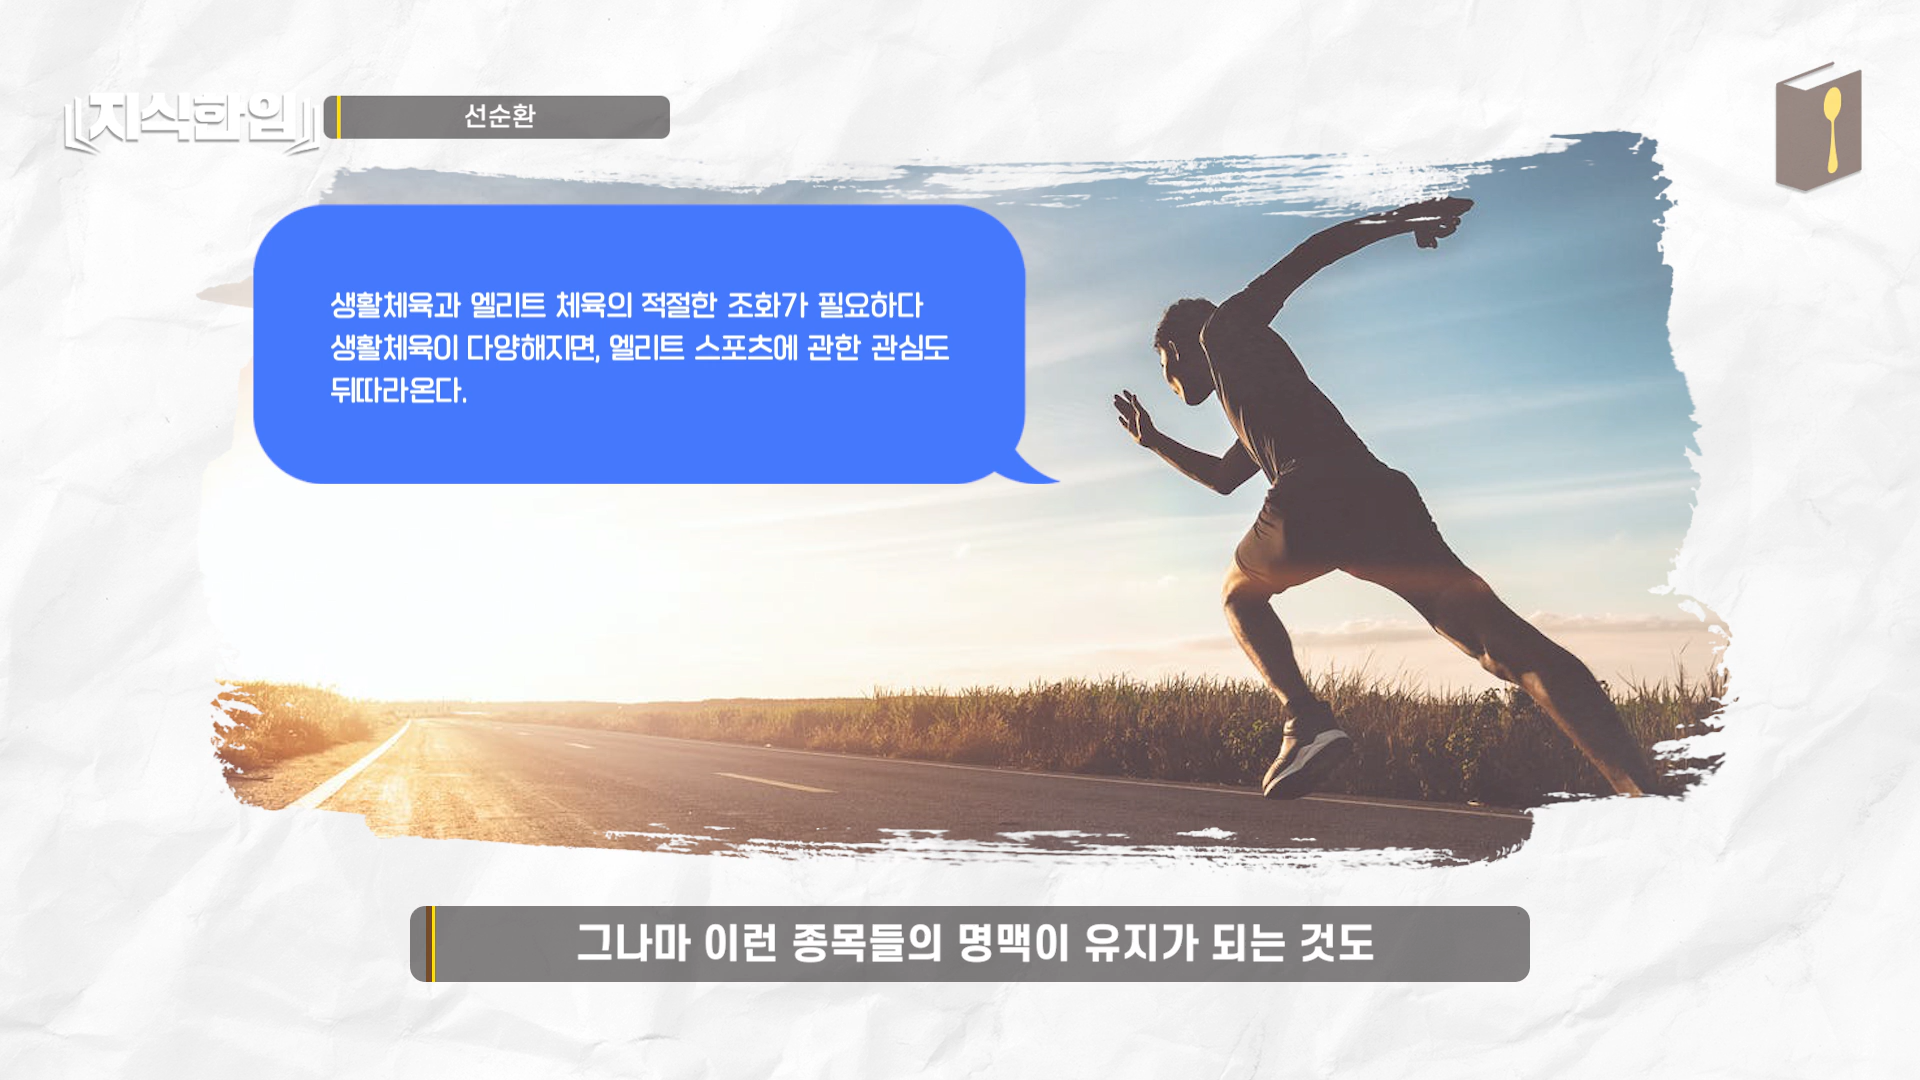 지식한입
선순환
생활체육과 엘리트 체육의 적절한 조화가 필요하다
생활체육이 다양해지면, 엘리트 스포츠에 관한 관심도
뒤따라온다.
그나마 이런 종목들의 명맥이 유지가 되는 것도